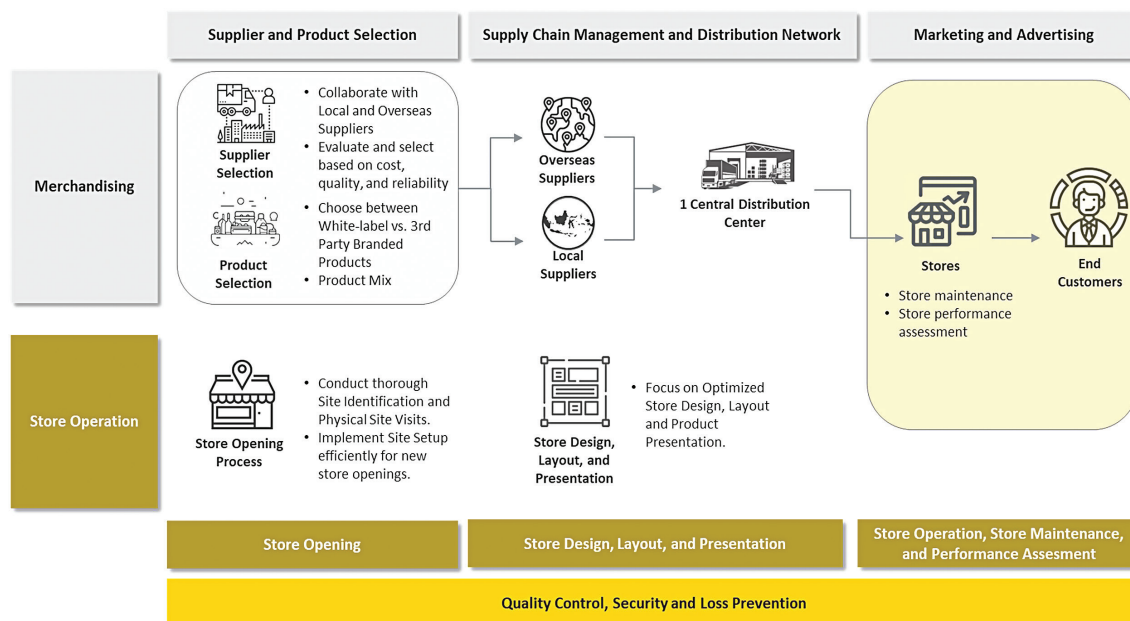 Supplier and Product Selection
Supply Chain Management and Distribution Network
Marketing and Advertising
Merchandising
Supplier
Selection
• Collaborate with
Local and Overseas
Suppliers
• Evaluate and select
based on cost,
quality, and reliability
Product
Selection
• Choose between
White-label vs. 3rd
Party Branded
Products
• Product Mix
Overseas
Suppliers
Local
Suppliers
1 Central Distribution
Center
Stores
• Store maintenance
• Store performance
assessment
End
Customers
Store Operation
Store Opening
Process
• Conduct thorough
Site Identification and
Physical Site Visits.
• Implement Site Setup
efficiently for new
store openings.
Store Design,
Layout, and
Presentation
• Focus on Optimized
Store Design, Layout
and Product
Presentation.
Store Opening
Store Design, Layout, and Presentation
Store Operation, Store Maintenance,
and Performance Assesment
Quality Control, Security and Loss Prevention